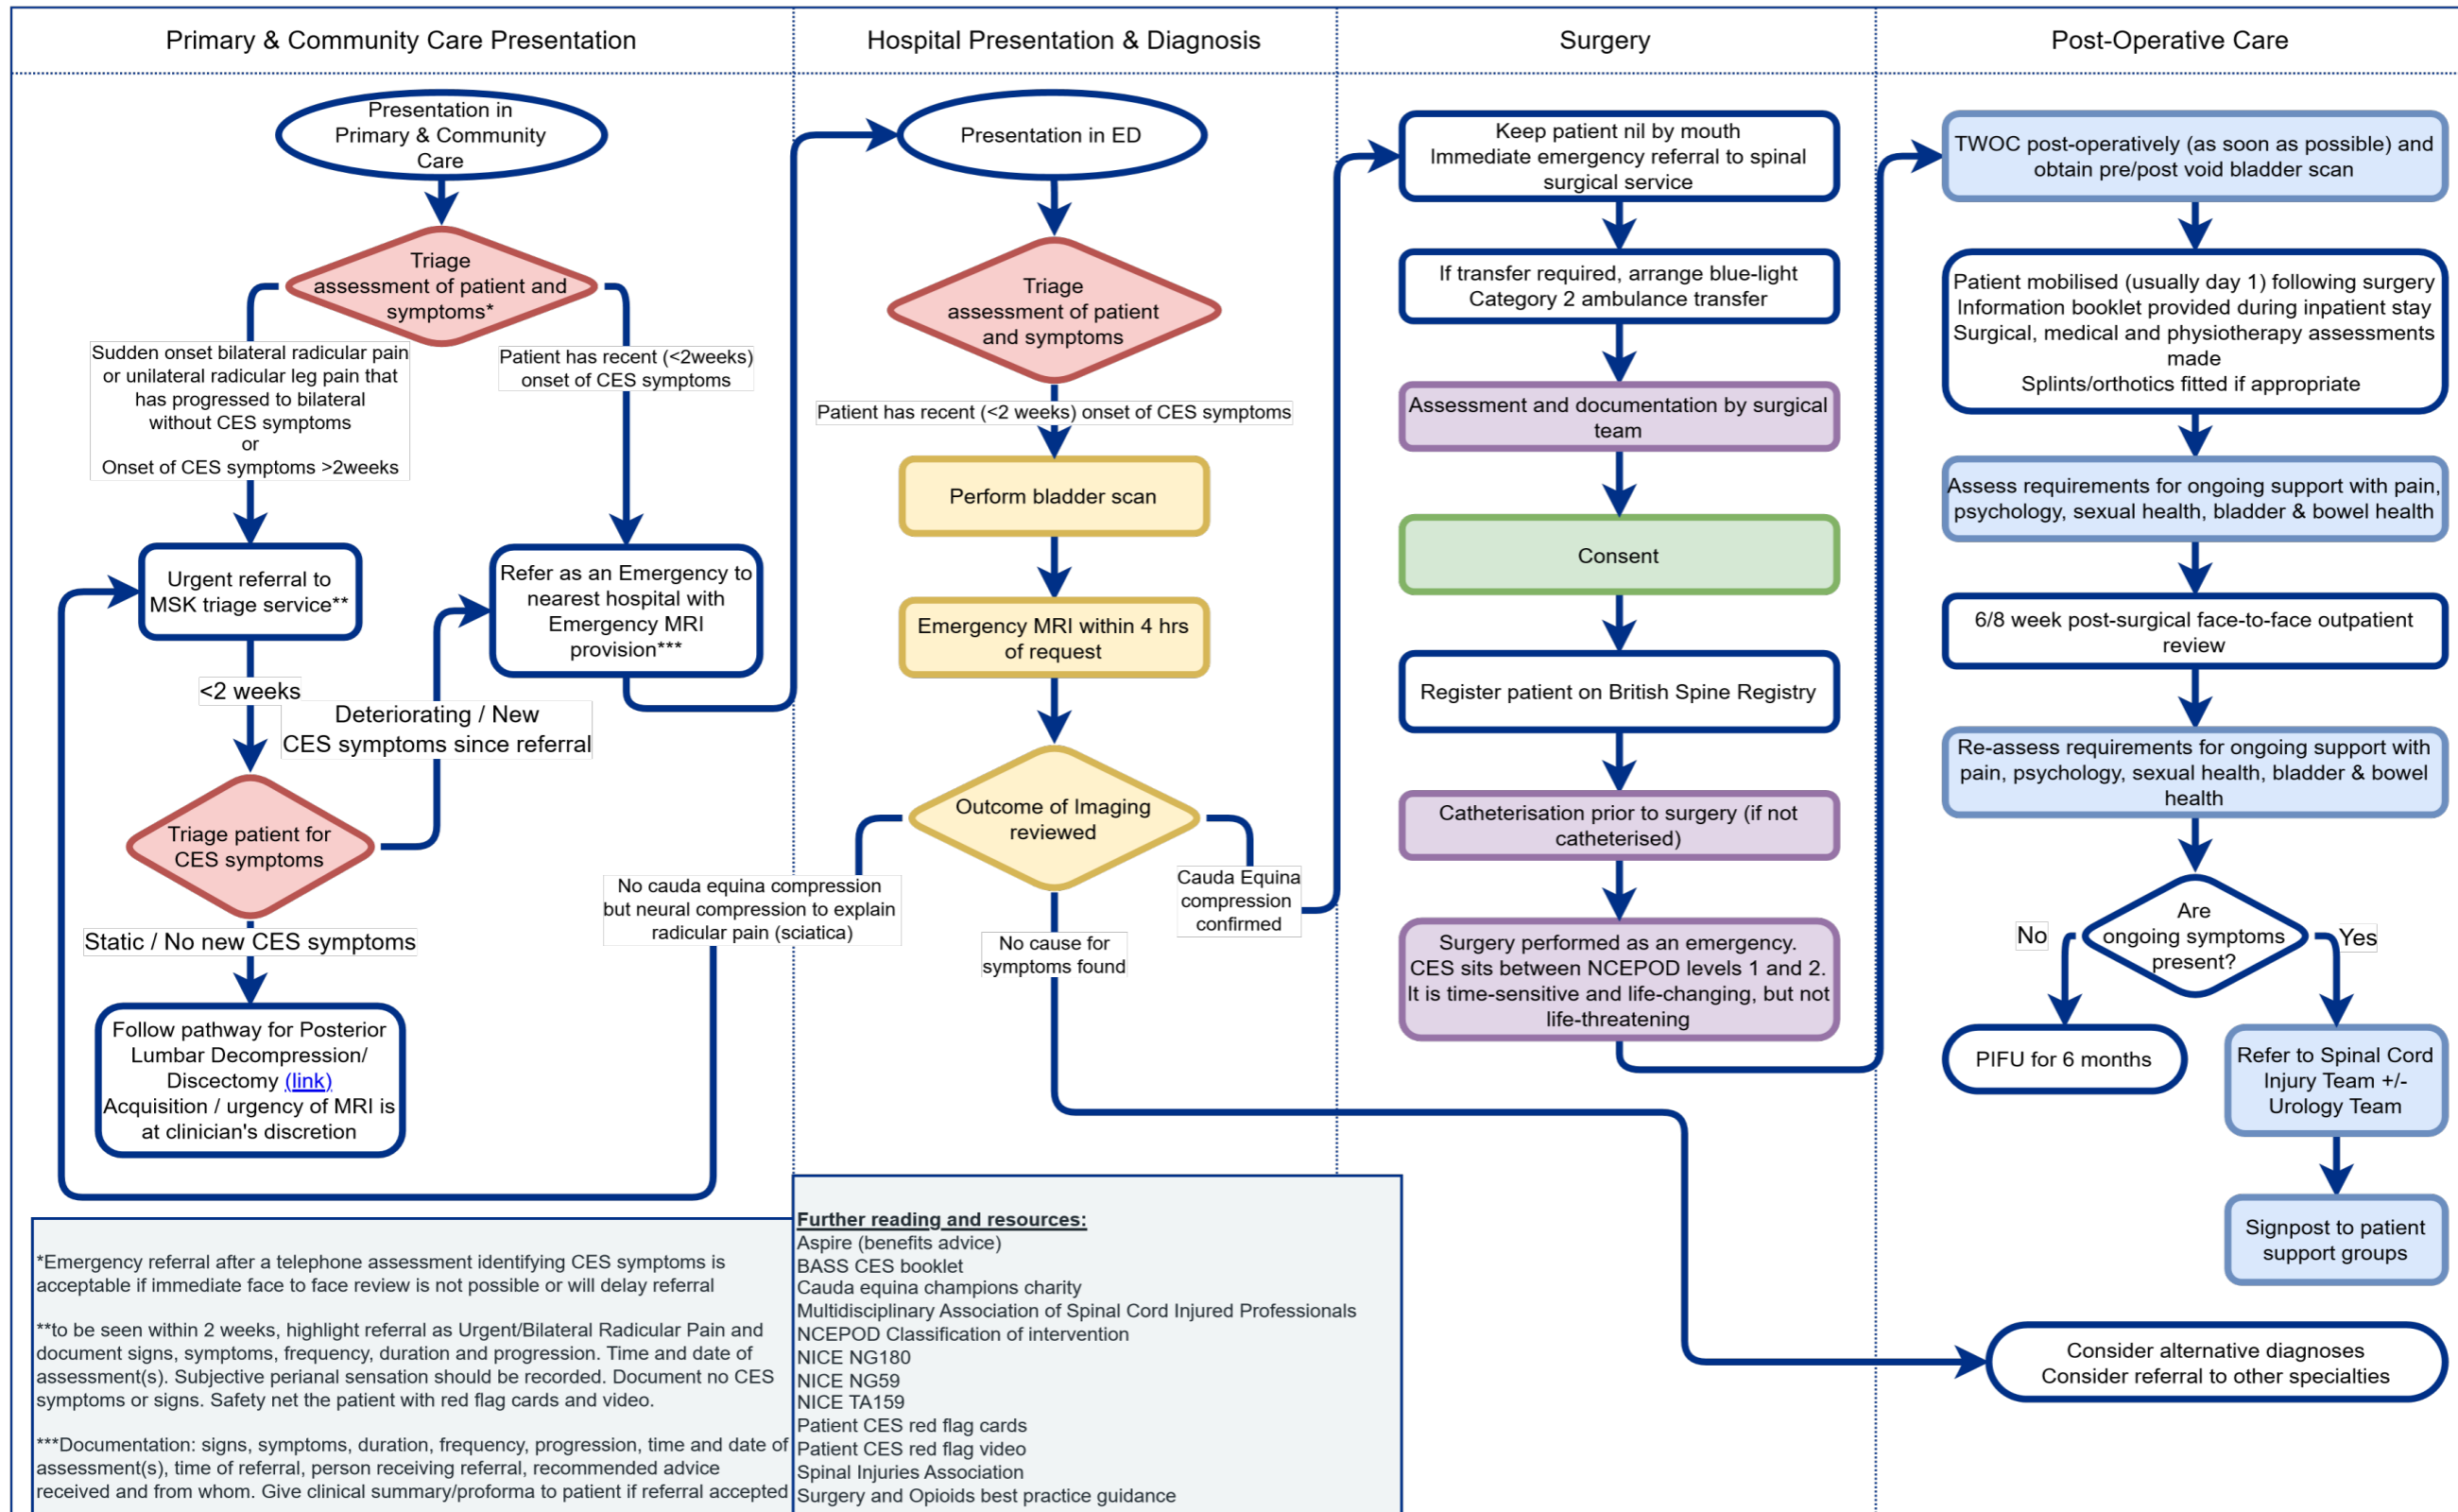 Primary & Community Care Presentation
Hospital Presentation & Diagnosis
Surgery
Post-Operative Care
Presentation in
Primary & Community
Care
Triage
assessment of patient and
symptoms*
Sudden onset bilateral radicular pain
or unilateral radicular leg pain that
has progressed to bilateral
without CES symptoms
or
Onset of CES symptoms >2weeks
Patient has recent (<2weeks)
onset of CES symptoms
Urgent referral to
MSK triage service**
Refer as an Emergency to
nearest hospital with
Emergency MRI
provision***
<2 weeks
Deteriorating / New
CES symptoms since referral
Triage patient for
CES symptoms
Static / No new CES symptoms
Follow pathway for Posterior
Lumbar Decompression/
Discectomy (link)
Acquisition / urgency of MRI is
at clinician's discretion
Presentation in ED
Triage
assessment of patient
and symptoms
Patient has recent (<2 weeks) onset of CES symptoms
Perform bladder scan
Emergency MRI within 4 hrs
of request
Outcome of Imaging
reviewed
No cauda equina compression
but neural compression to explain
radicular pain (sciatica)
No cause for
symptoms found
Cauda Equina
compression
confirmed
Keep patient nil by mouth
Immediate emergency referral to spinal
surgical service
If transfer required, arrange blue-light
Category 2 ambulance transfer
Assessment and documentation by surgical
team
Consent
Register patient on British Spine Registry
Catheterisation prior to surgery (if not
catheterised)
Surgery performed as an emergency.
CES sits between NCEPOD levels 1 and 2.
It is time-sensitive and life-changing, but not
life-threatening
TWOC post-operatively (as soon as possible) and
obtain pre/post void bladder scan
Patient mobilised (usually day 1) following surgery
Information booklet provided during inpatient stay
Surgical, medical and physiotherapy assessments
made
Splints/orthotics fitted if appropriate
Assess requirements for ongoing support with pain,
psychology, sexual health, bladder & bowel health
6/8 week post-surgical face-to-face outpatient
review
Re-assess requirements for ongoing support with
pain, psychology, sexual health, bladder & bowel
health
Are
ongoing symptoms
present?
No
Yes
PIFU for 6 months
Refer to Spinal Cord
Injury Team +/-
Urology Team
Signpost to patient
support groups
Consider alternative diagnoses
Consider referral to other specialties
*Emergency referral after a telephone assessment identifying CES symptoms is
acceptable if immediate face to face review is not possible or will delay referral
**to be seen within 2 weeks, highlight referral as Urgent/Bilateral Radicular Pain and
document signs, symptoms, frequency, duration and progression. Time and date of
assessment(s). Subjective perianal sensation should be recorded. Document no CES
symptoms or signs. Safety net the patient with red flag cards and video.
***Documentation: signs, symptoms, duration, frequency, progression, time and date of
assessment(s), time of referral, person receiving referral, recommended advice
received and from whom. Give clinical summary/proforma to patient if referral accepted
Further reading and resources:
Aspire (benefits advice)
BASS CES booklet
Cauda equina champions charity
Multidisciplinary Association of Spinal Cord Injured Professionals
NCEPOD Classification of intervention
NICE NG180
NICE NG59
NICE TA159
Patient CES red flag cards
Patient CES red flag video
Spinal Injuries Association
Surgery and Opioids best practice guidance